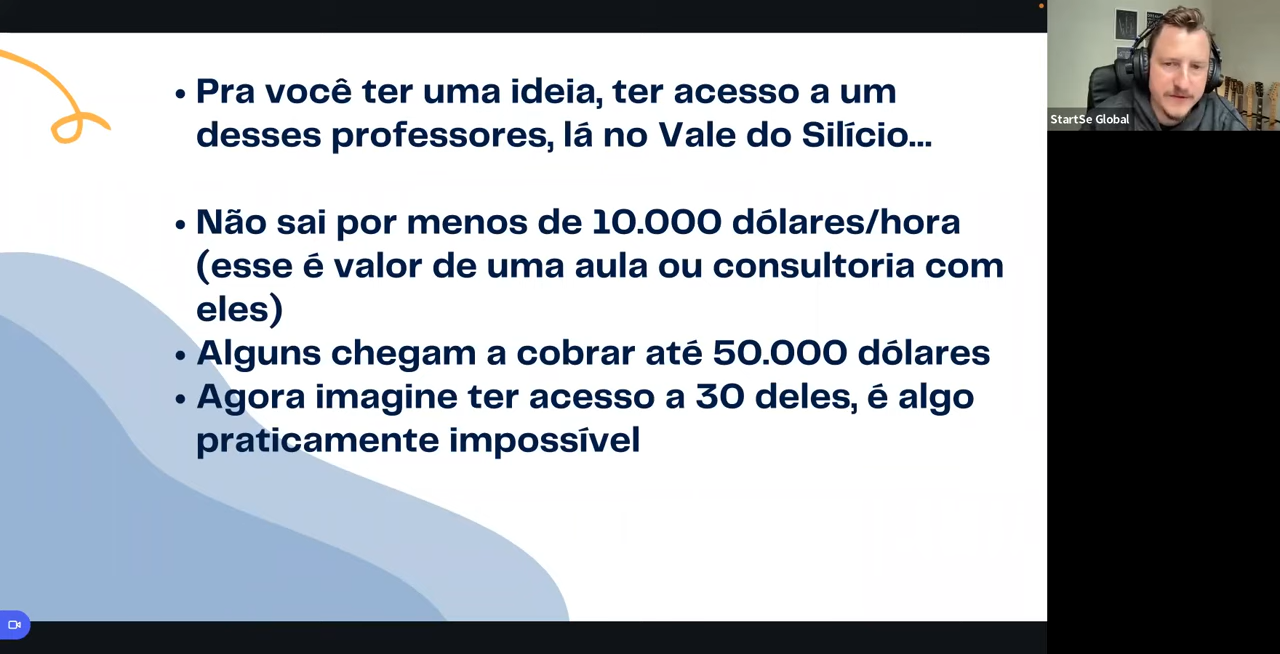 • Pra você ter uma ideia, ter acesso a um
desses professores, lá no Vale do Silício...
• Não sai por menos de 10.000 dólares/hora
(esse é valor de uma aula ou consultoria com
eles)
• Alguns chegam a cobrar até 50.000 dólares
• Agora imagine ter acesso a 30 deles, é algo
praticamente impossível
StartSe Global